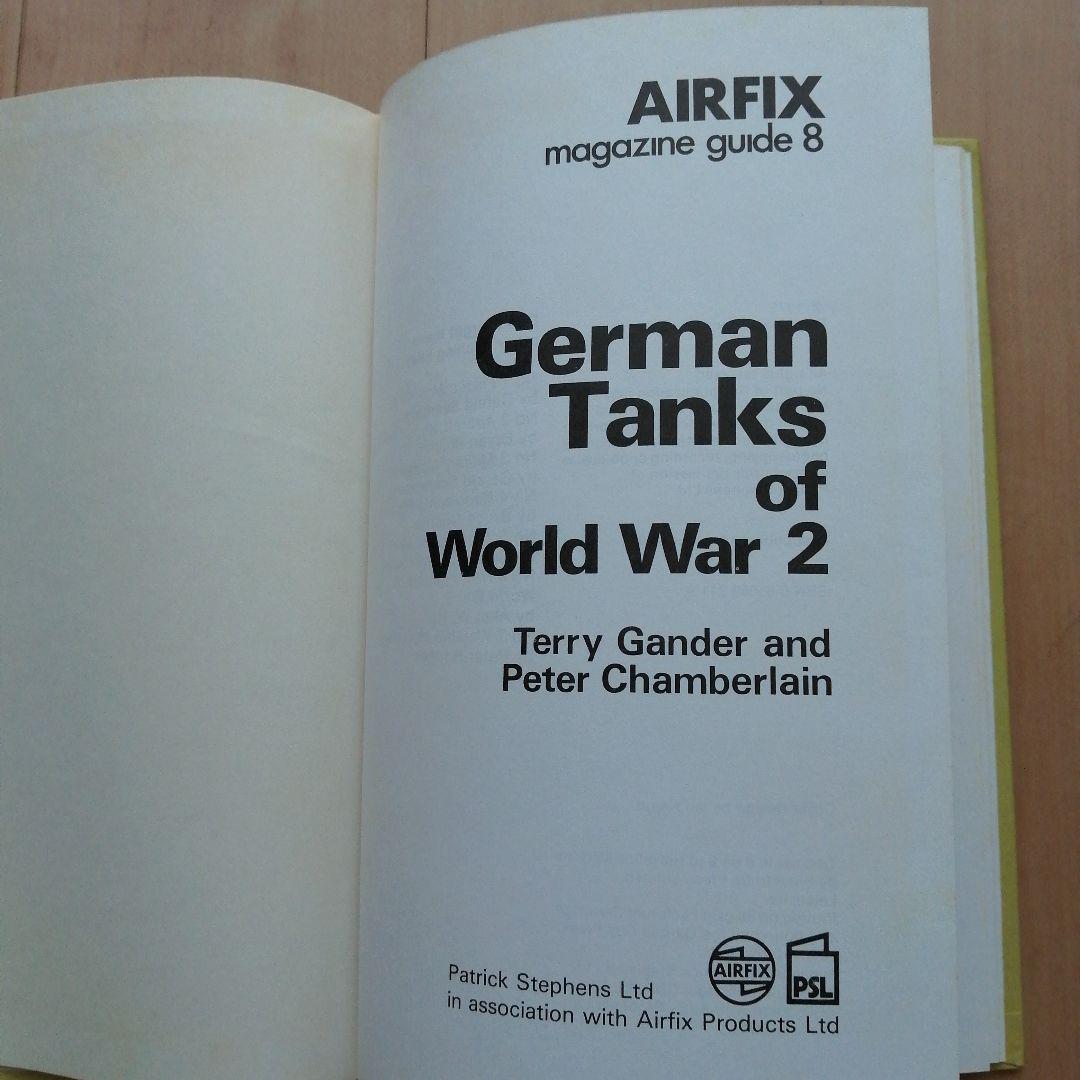 AIRFIX
magazine guide 8
German
Tanks
of
World War 2
Terry Gander and
Peter Chamberlain
Patrick Stephens Ltd
in association with Airfix Products Ltd
AIRFIX
PSL